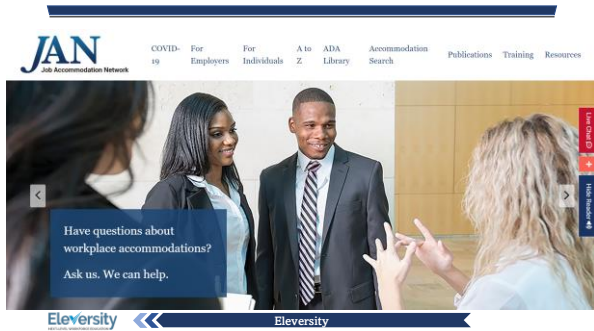 JAN
Job Accommodation Network
COVID-19
For Employers
For Individuals
A to Z
ADA Library
Accommodation Search
Publications
Training
Resources
Live Chat
Hide Reader
Have questions about
workplace accommodations?
Ask us. We can help.
Eleversity
Eleversity